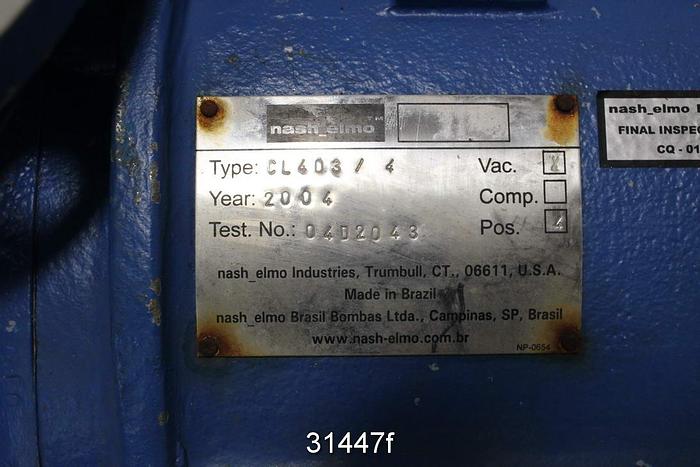 nash_elmo™
Type: CL403/4 Vac. X
Year: 2004 Comp.
Test. No.: 04D2043 Pos. 4
nash_elmo Industries, Trumbull, CT., 06611, U.S.A.
Made in Brazil
nash_elmo Brasil Bombas Ltda., Campinas, SP, Brasil
www.nash-elmo.com.br
NP-0654
nash_elmo
FINAL INSPEC
CQ - 01
31447f